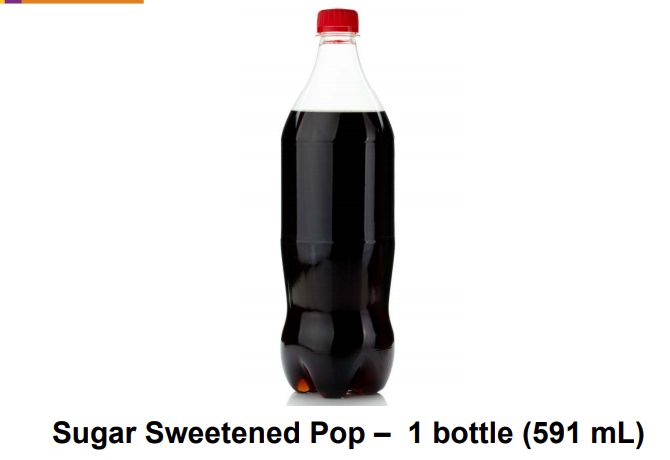 Sugar Sweetened Pop – 1 bottle (591 mL)